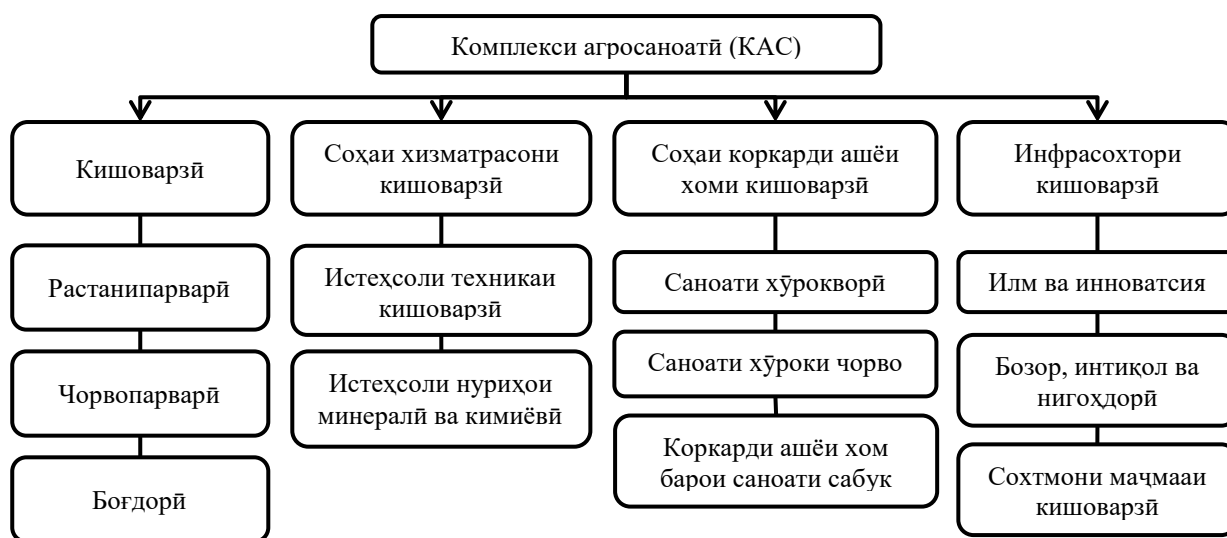 Комплекси агросаноатӣ (КАС)
Кишоварзӣ
Растанипарварӣ
Чорвопарварӣ
Боғдорӣ
Соҳаи хизматрасони
кишоварзӣ
Истеҳсоли техникаи
кишоварзӣ
Истеҳсоли нуриҳои
минералӣ ва кимиёвӣ
Соҳаи коркарди ашёи
хоми кишоварзӣ
Саноати хӯрокворӣ
Саноати хӯроки чорво
Коркарди ашёи хом
барои саноати сабук
Инфрасохтори
кишоварзӣ
Илм ва инноватсия
Бозор, интиқол ва
нигоҳдорӣ
Сохтмони маҷмааи
кишоварзӣ